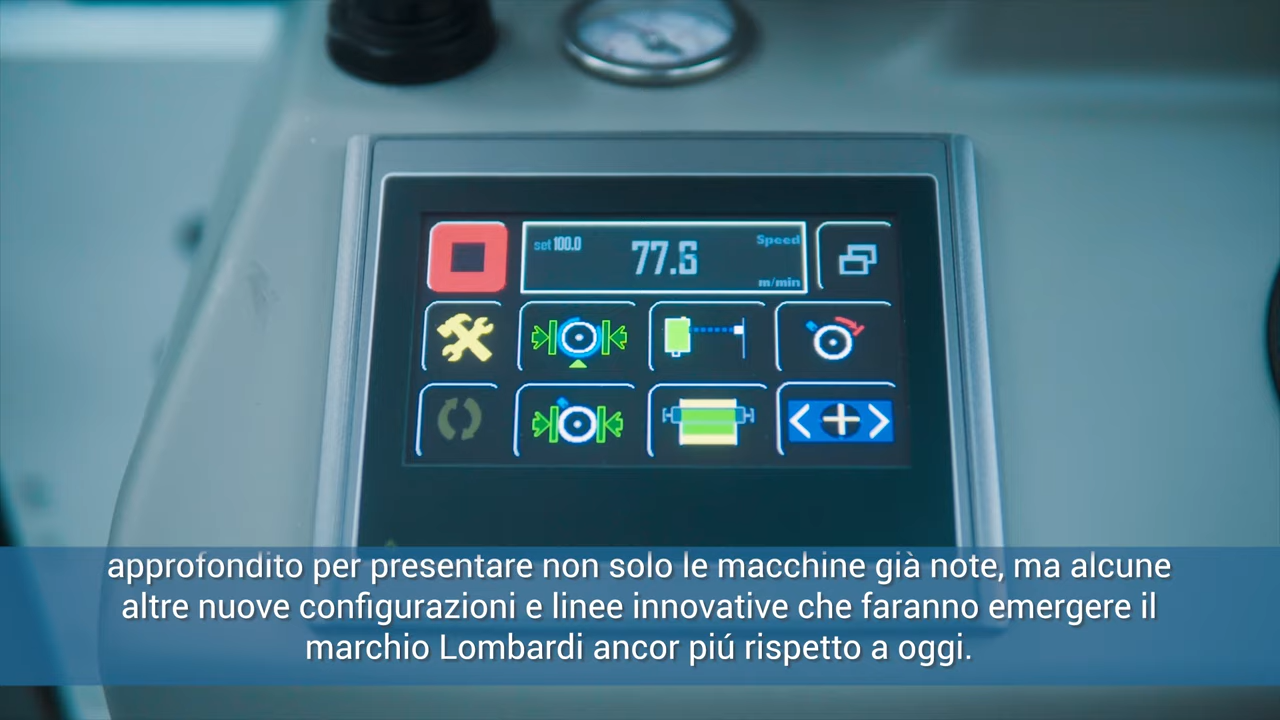 set 100.0
77.6
Speed
m/min
approfondito per presentare non solo le macchine già note, ma alcune
altre nuove configurazioni e linee innovative che faranno emergere il
marchio Lombardi ancor piú rispetto a oggi.